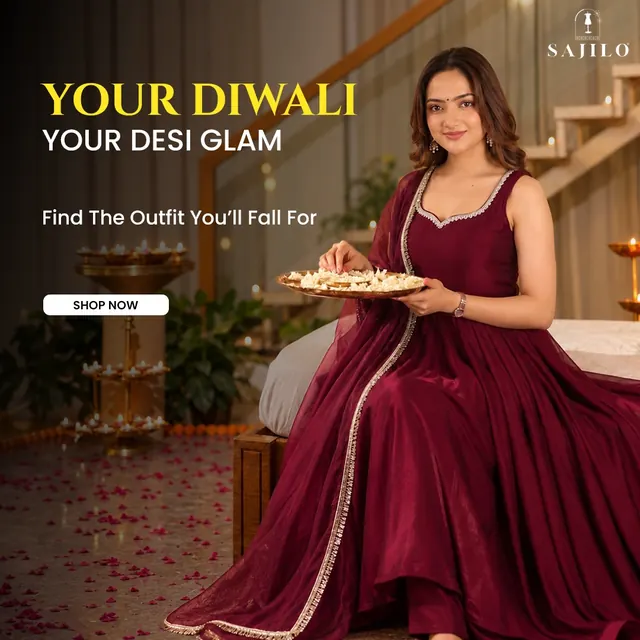 SAJILO
YOUR DIWALI
YOUR DESI GLAM
Find The Outfit You'll Fall For
SHOP NOW